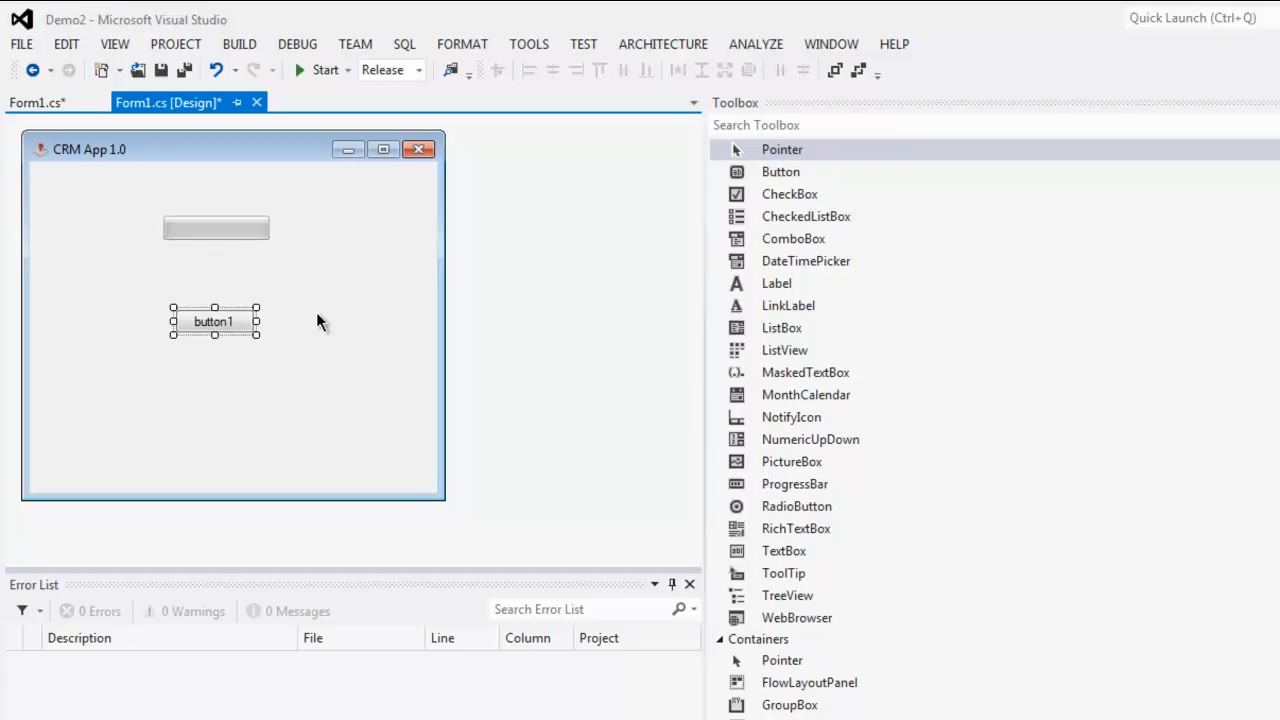 Demo2 - Microsoft Visual Studio
Quick Launch (Ctrl+Q)
FILE EDIT VIEW PROJECT BUILD DEBUG TEAM SQL FORMAT TOOLS TEST ARCHITECTURE ANALYZE WINDOW HELP
Start Release
Form1.cs* Form1.cs [Design]*
Toolbox
Search Toolbox
CRM App 1.0
button1
Pointer
Button
CheckBox
CheckedListBox
ComboBox
DateTimePicker
Label
LinkLabel
ListBox
ListView
MaskedTextBox
MonthCalendar
NotifyIcon
NumericUpDown
PictureBox
ProgressBar
RadioButton
RichTextBox
TextBox
ToolTip
TreeView
WebBrowser
Containers
Pointer
FlowLayoutPanel
GroupBox
Error List
0 Errors 0 Warnings 0 Messages Search Error List
Description File Line Column Project